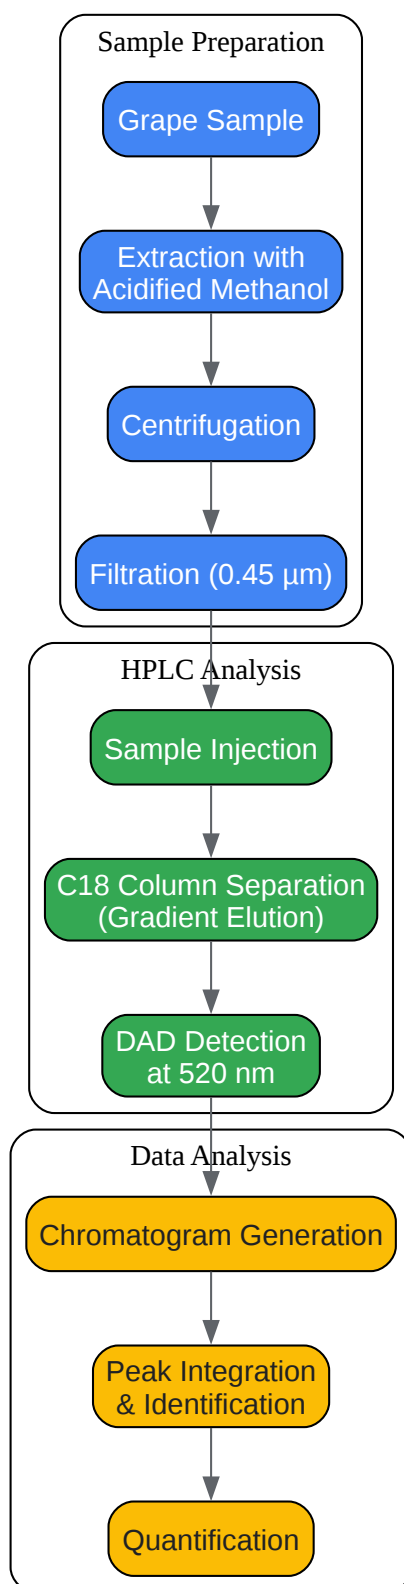 Sample Preparation
Grape Sample
Extraction with
Acidified Methanol
Centrifugation
Filtration (0.45 µm)
HPLC Analysis
Sample Injection
C18 Column Separation
(Gradient Elution)
DAD Detection
at 520 nm
Data Analysis
Chromatogram Generation
Peak Integration
& Identification
Quantification